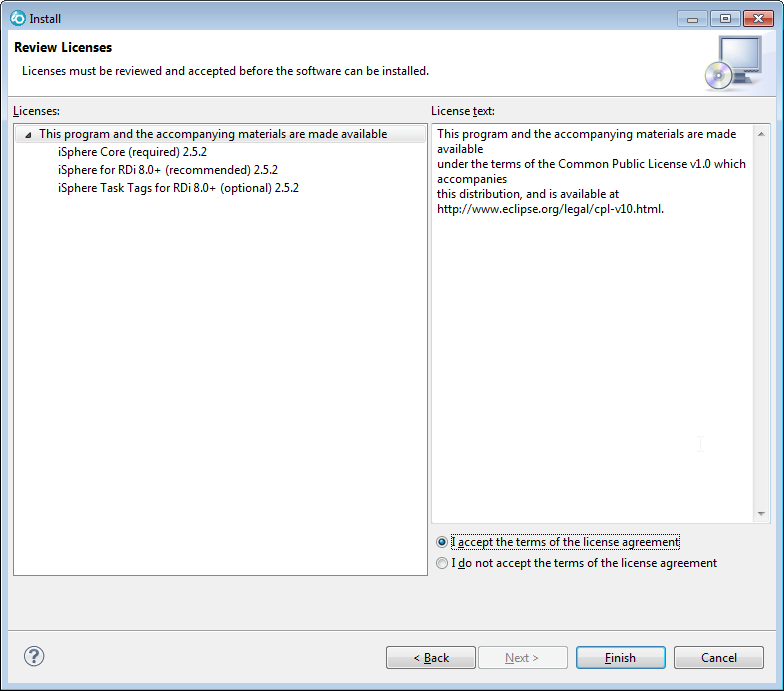 Install
Review Licenses
Licenses must be reviewed and accepted before the software can be installed.
Licenses:
This program and the accompanying materials are made available
iSphere Core (required) 2.5.2
iSphere for RDi 8.0+ (recommended) 2.5.2
iSphere Task Tags for RDi 8.0+ (optional) 2.5.2
License text:
This program and the accompanying materials are made
available
under the terms of the Common Public License v1.0 which
accompanies
this distribution, and is available at
http://www.eclipse.org/legal/cpl-v10.html.
I accept the terms of the license agreement
I do not accept the terms of the license agreement
?
< Back
Next >
Finish
Cancel